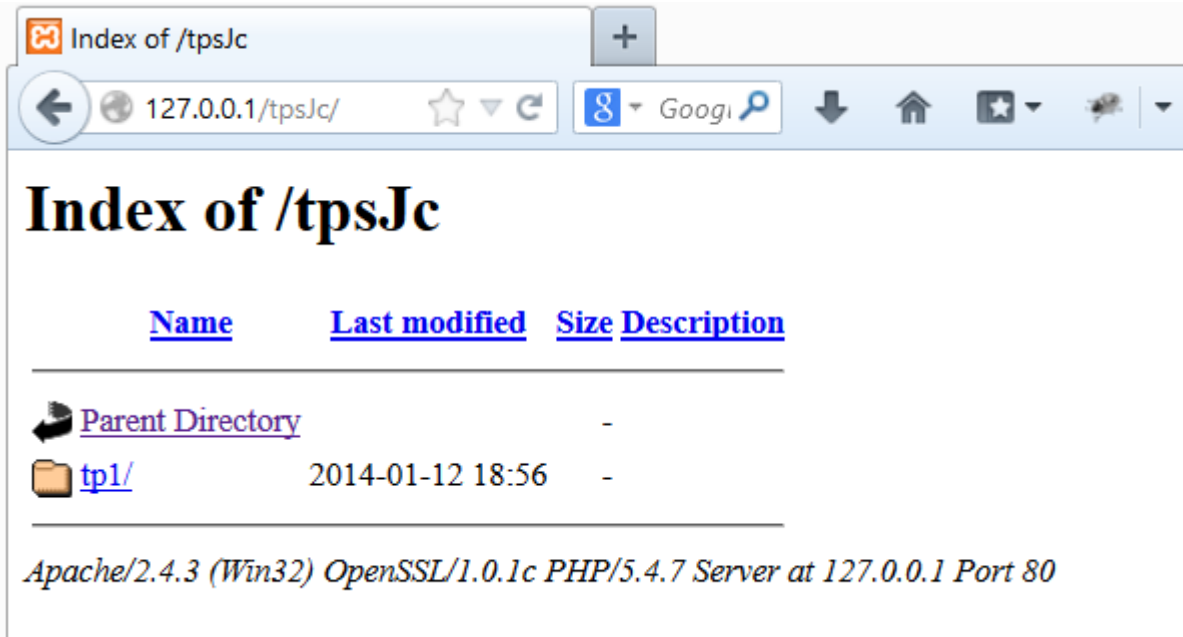 Index of /tpsJc
127.0.0.1/tpsJc/ 8 Googl
Index of /tpsJc
Name Last modified Size Description
Parent Directory -
tp1/ 2014-01-12 18:56 -
Apache/2.4.3 (Win32) OpenSSL/1.0.1c PHP/5.4.7 Server at 127.0.0.1 Port 80